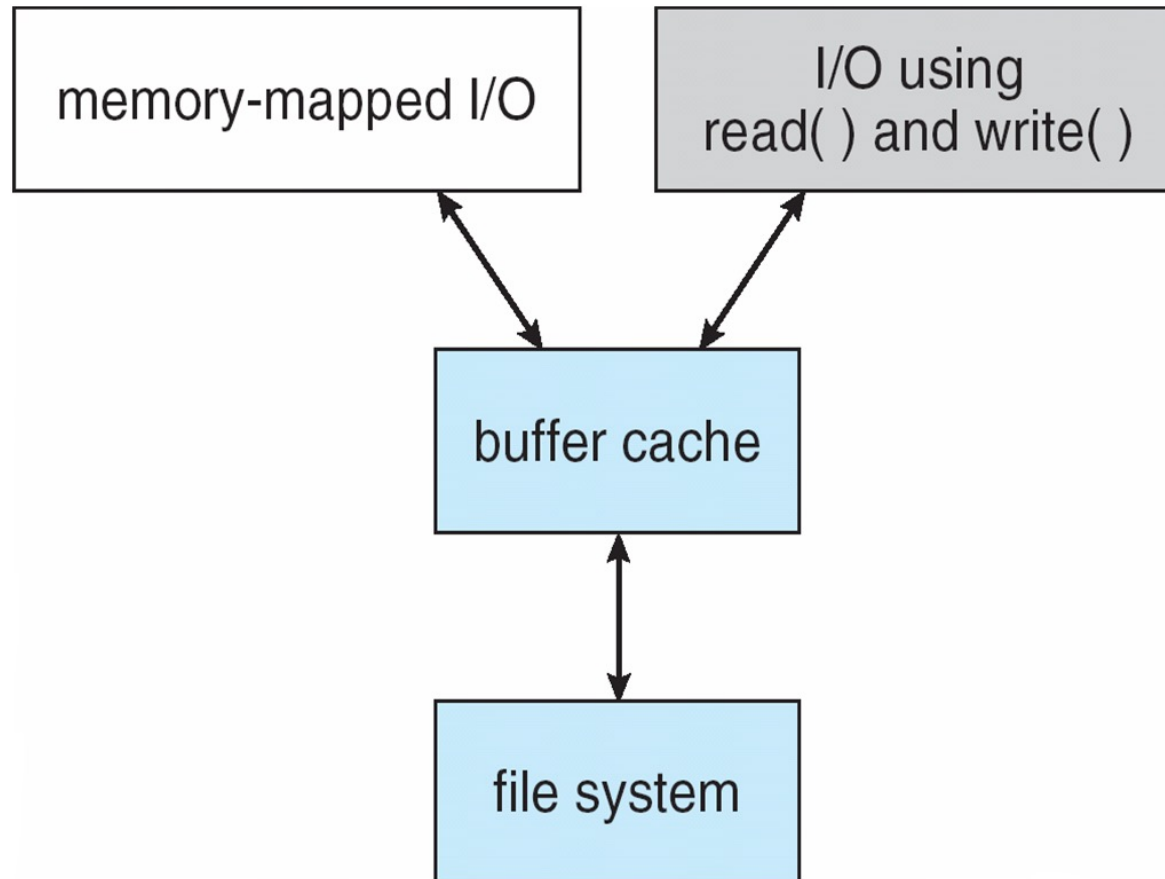 memory-mapped I/O
I/O using
read( ) and write( )
buffer cache
file system